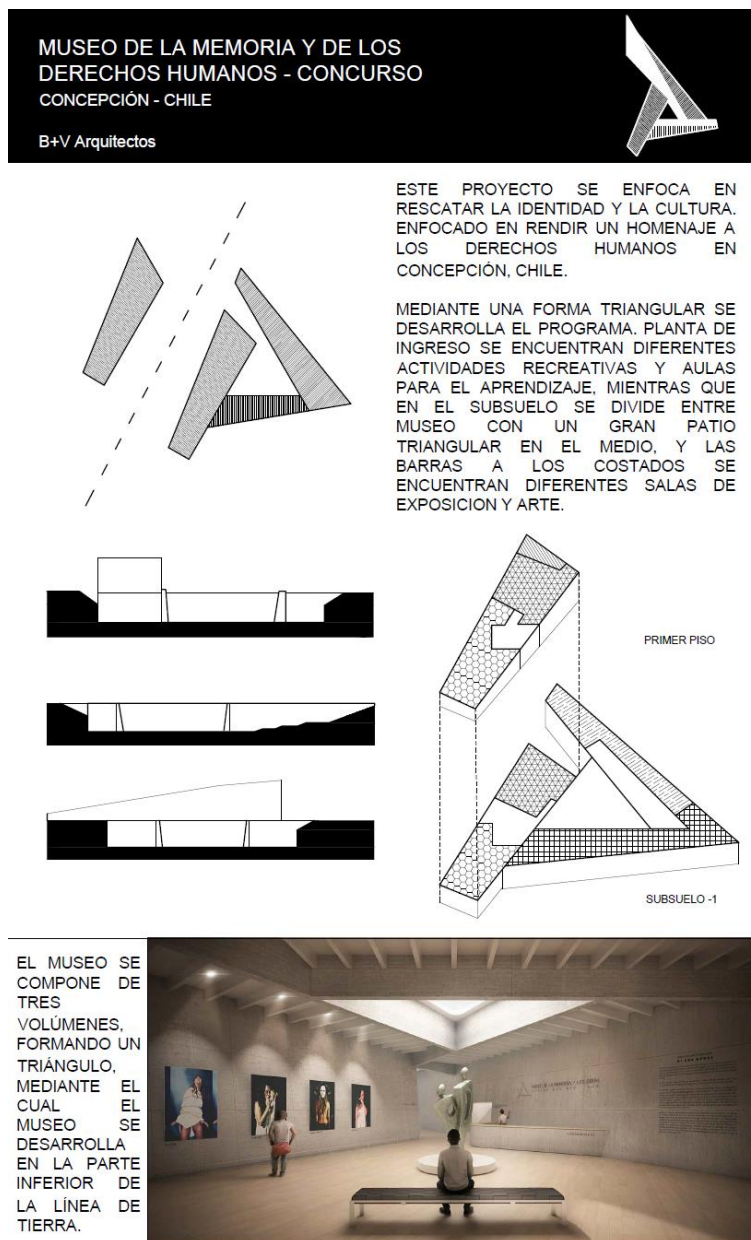 MUSEO DE LA MEMORIA Y DE LOS
DERECHOS HUMANOS - CONCURSO
CONCEPCIÓN - CHILE
B+V Arquitectos
ESTE PROYECTO SE ENFOCA EN
RESCATAR LA IDENTIDAD Y LA CULTURA.
ENFOCADO EN RENDIR UN HOMENAJE A
LOS DERECHOS HUMANOS EN
CONCEPCIÓN, CHILE.
MEDIANTE UNA FORMA TRIANGULAR SE
DESARROLLA EL PROGRAMA. PLANTA DE
INGRESO SE ENCUENTRAN DIFERENTES
ACTIVIDADES RECREATIVAS Y AULAS
PARA EL APRENDIZAJE, MIENTRAS QUE
EN EL SUBSUELO SE DIVIDE ENTRE
MUSEO CON UN GRAN PATIO
TRIANGULAR EN EL MEDIO, Y LAS
BARRAS A LOS COSTADOS SE
ENCUENTRAN DIFERENTES SALAS DE
EXPOSICION Y ARTE.
PRIMER PISO
SUBSUELO -1
EL MUSEO SE
COMPONE DE
TRES
VOLÚMENES,
FORMANDO UN
TRIÁNGULO,
MEDIANTE EL
CUAL EL
MUSEO SE
DESARROLLA
EN LA PARTE
INFERIOR DE
LA LÍNEA DE
TIERRA.